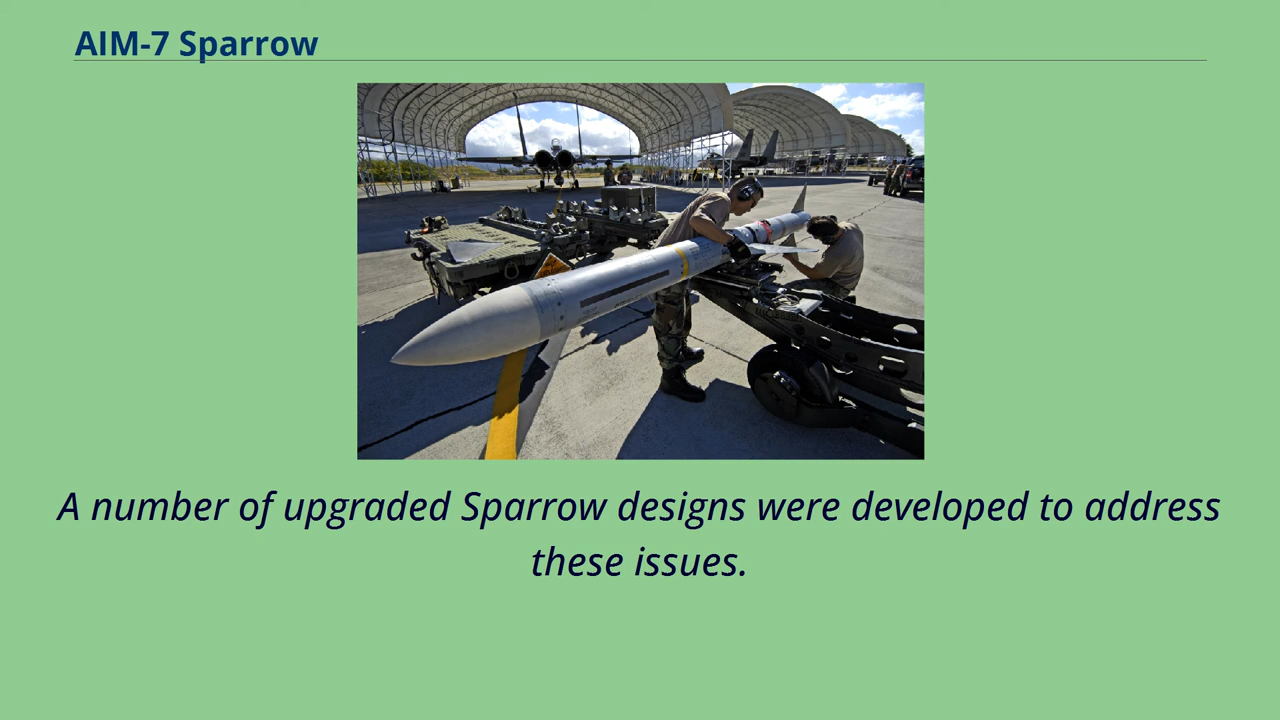 AIM-7 Sparrow
A number of upgraded Sparrow designs were developed to address
these issues.